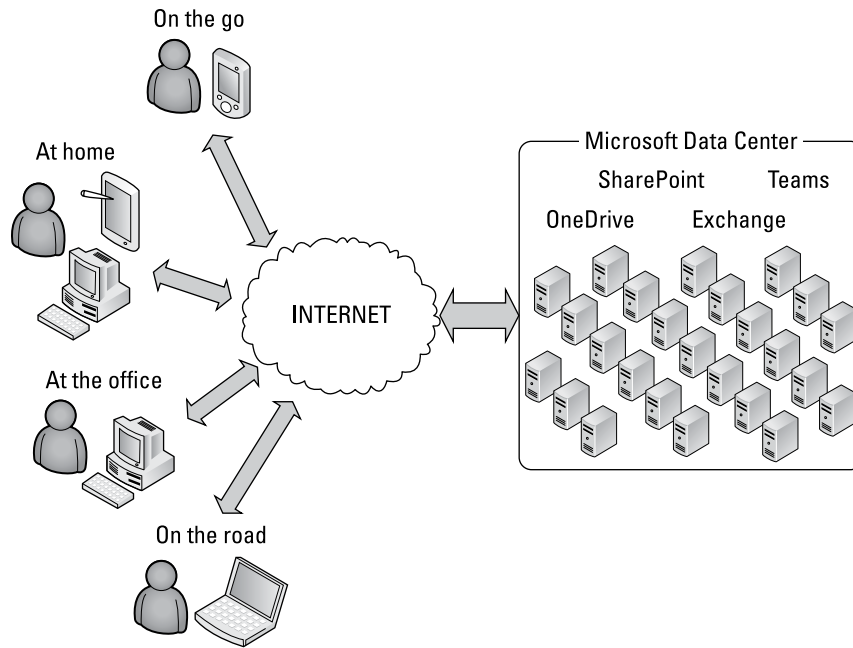 On the go
At home
At the office
On the road
INTERNET
Microsoft Data Center
SharePoint Teams
OneDrive Exchange